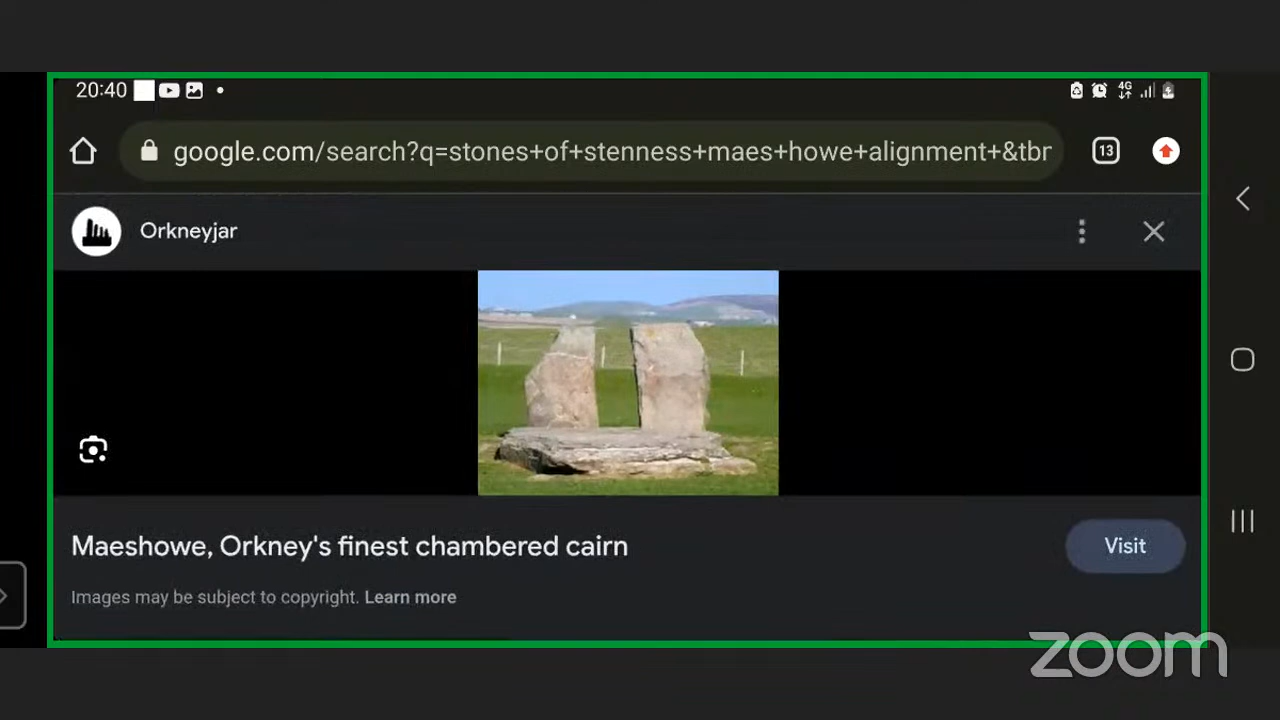 20:40
4G
google.com/search?q=stones+of+stenness+maes+howe+alignment+&tbr
13
Orkneyjar
Maeshowe, Orkney's finest chambered cairn
Visit
Images may be subject to copyright. Learn more
zoom